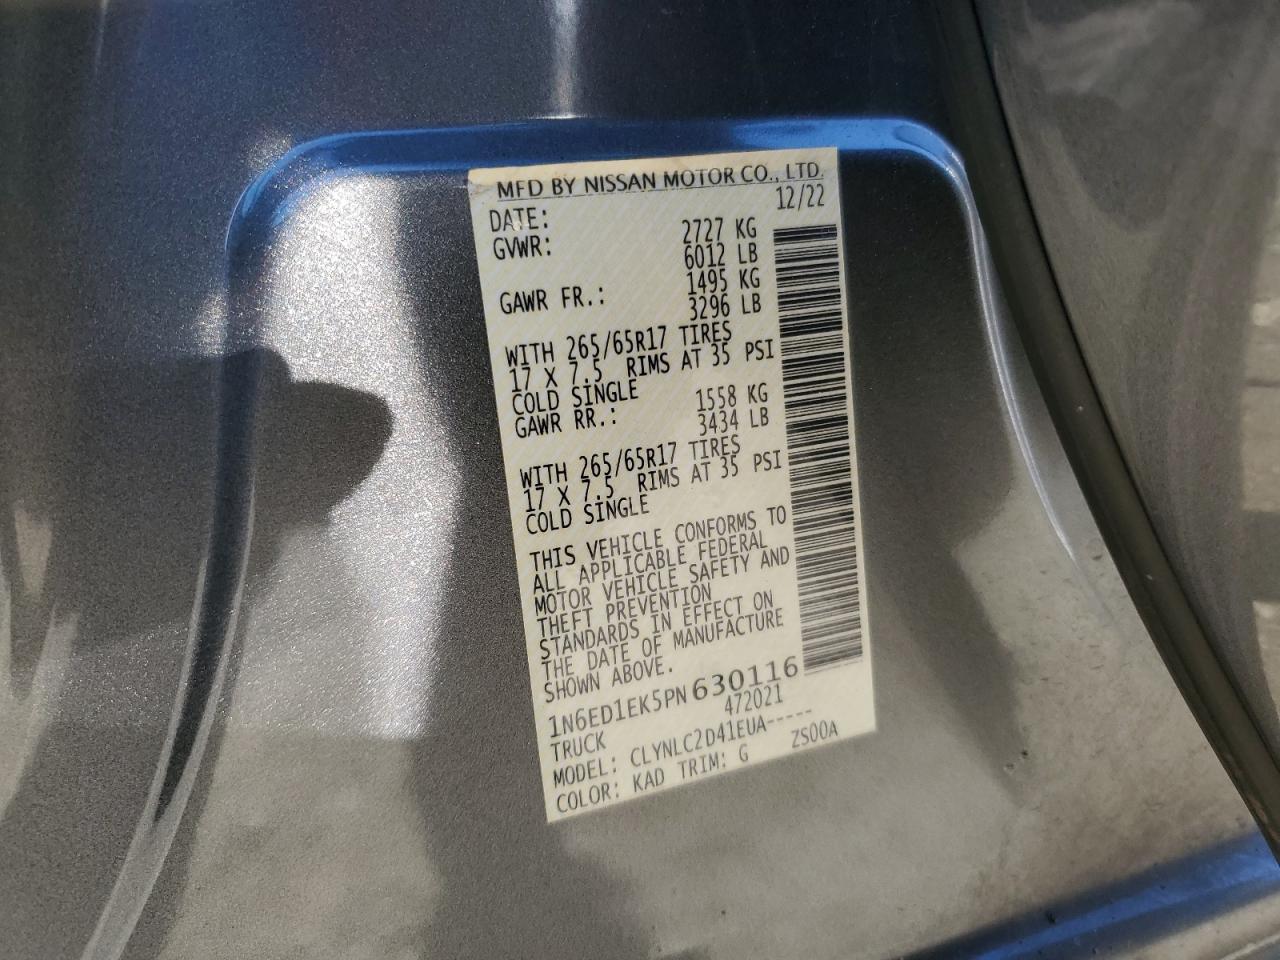 MFD BY NISSAN MOTOR CO., LTD.
DATE: 12/22
GVWR: 2727 KG
6012 LB
GAWR FR.: 1495 KG
3296 LB
WITH 265/65R17 TIRES
17 X 7.5 RIMS AT 35 PSI
COLD SINGLE
GAWR RR.: 1558 KG
3434 LB
WITH 265/65R17 TIRES
17 X 7.5 RIMS AT 35 PSI
COLD SINGLE
THIS VEHICLE CONFORMS TO
ALL APPLICABLE FEDERAL
MOTOR VEHICLE SAFETY AND
THEFT PREVENTION
STANDARDS IN EFFECT ON
THE DATE OF MANUFACTURE
SHOWN ABOVE.
1N6ED1EK5PN630116
TRUCK 472021
MODEL: CLYNLC2D41EUA-----
COLOR: KAD TRIM: G ZS00A